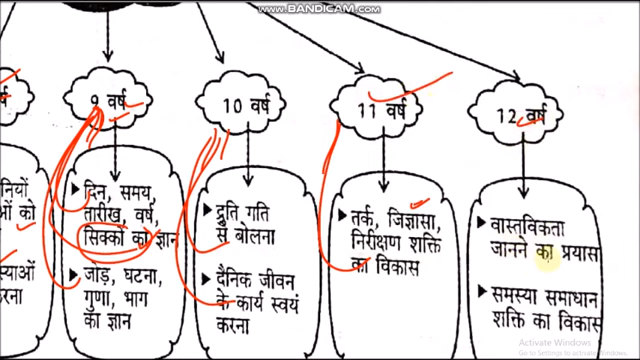 www.BANDICAM.com
र्ष
9 वर्ष
10 वर्ष
11 वर्ष
12 वर्ष
नियों
ओं को
स्याओं
रना
दिन, समय,
तारीख, वर्ष,
सिक्कों का ज्ञान
जोड़, घटना,
गुणा, भाग
का ज्ञान
द्रुति गति
से बोलना
दैनिक जीवन
के कार्य स्वयं
करना
तर्क, जिज्ञासा,
निरीक्षण शक्ति
का विकास
वास्तविकता
जानने का प्रयास
समस्या समाधान
शक्ति का विकास
Activate Windows
Go to Settings to activate Windows.